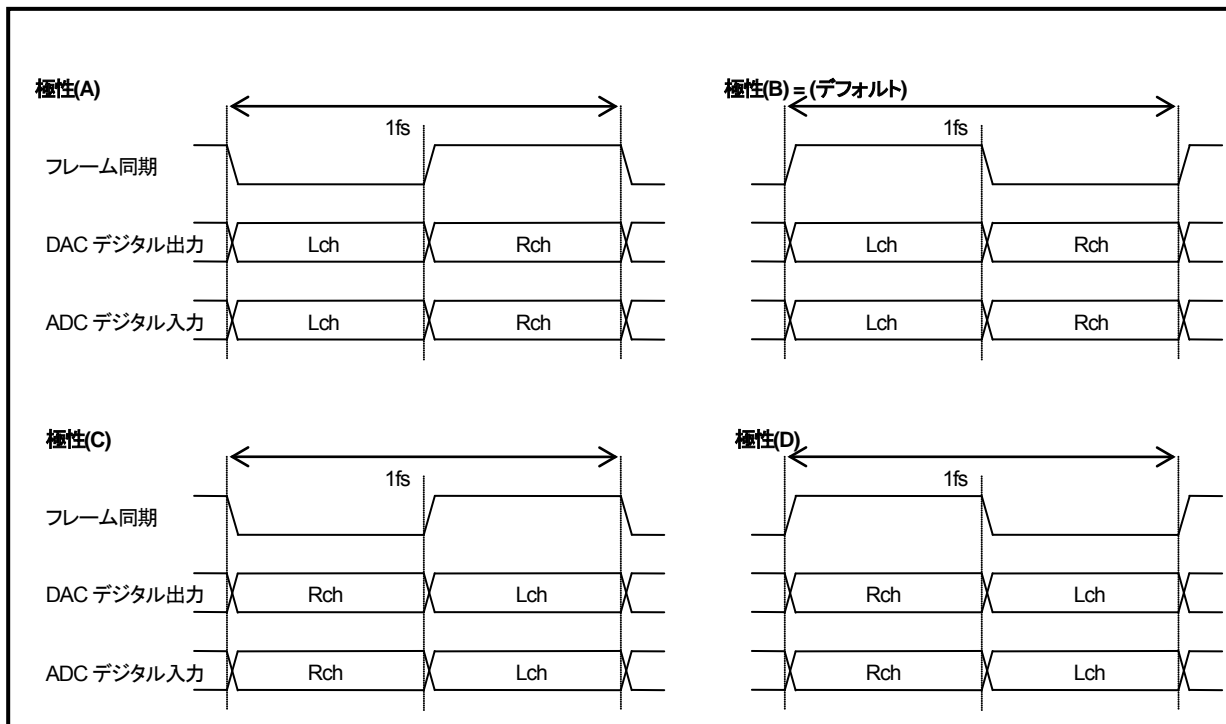 極性(A)
1fs
フレーム同期
DAC デジタル出力
Lch
Rch
ADC デジタル入力
Lch
Rch
極性(B) = (デフォルト)
1fs
Lch
Rch
Lch
Rch
極性(C)
1fs
フレーム同期
DAC デジタル出力
Rch
Lch
ADC デジタル入力
Rch
Lch
極性(D)
1fs
Rch
Lch
Rch
Lch